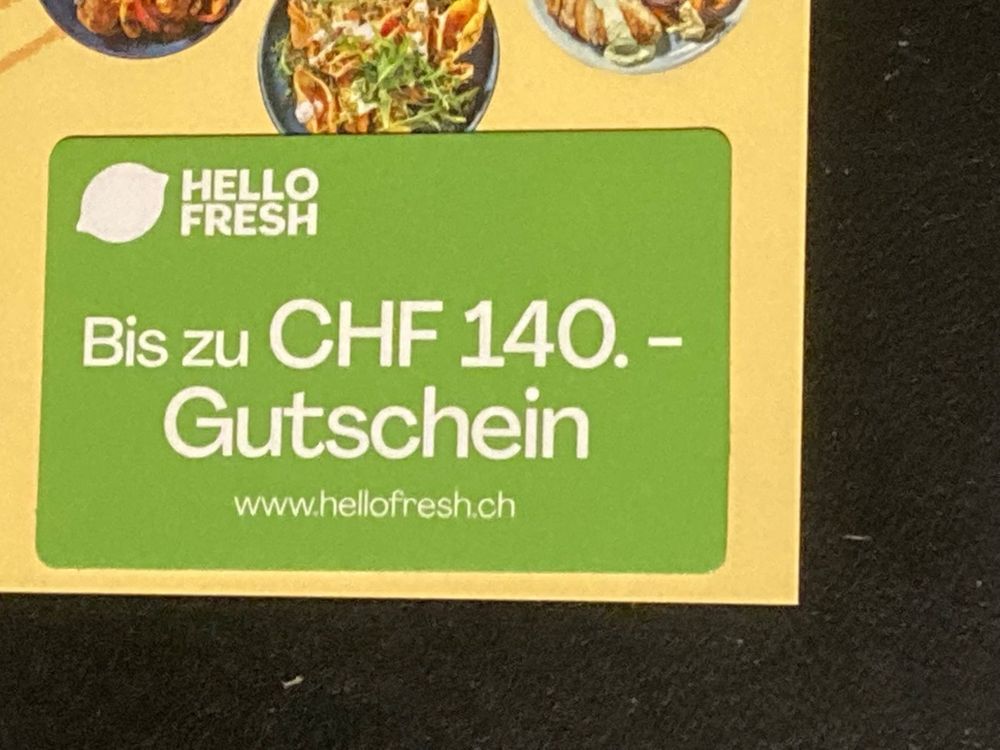 HELLO
FRESH
Bis zu CHF 140. –
Gutschein
www.hellofresh.ch